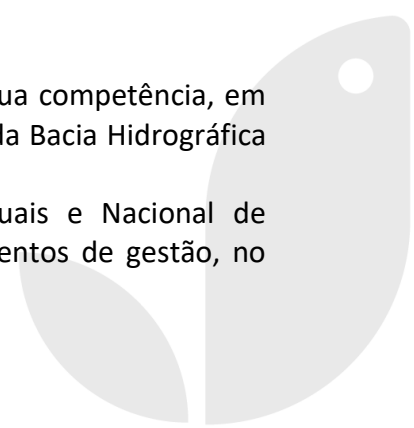 ua competência, em
da Bacia Hidrográfica
uais e Nacional de
entos de gestão, no